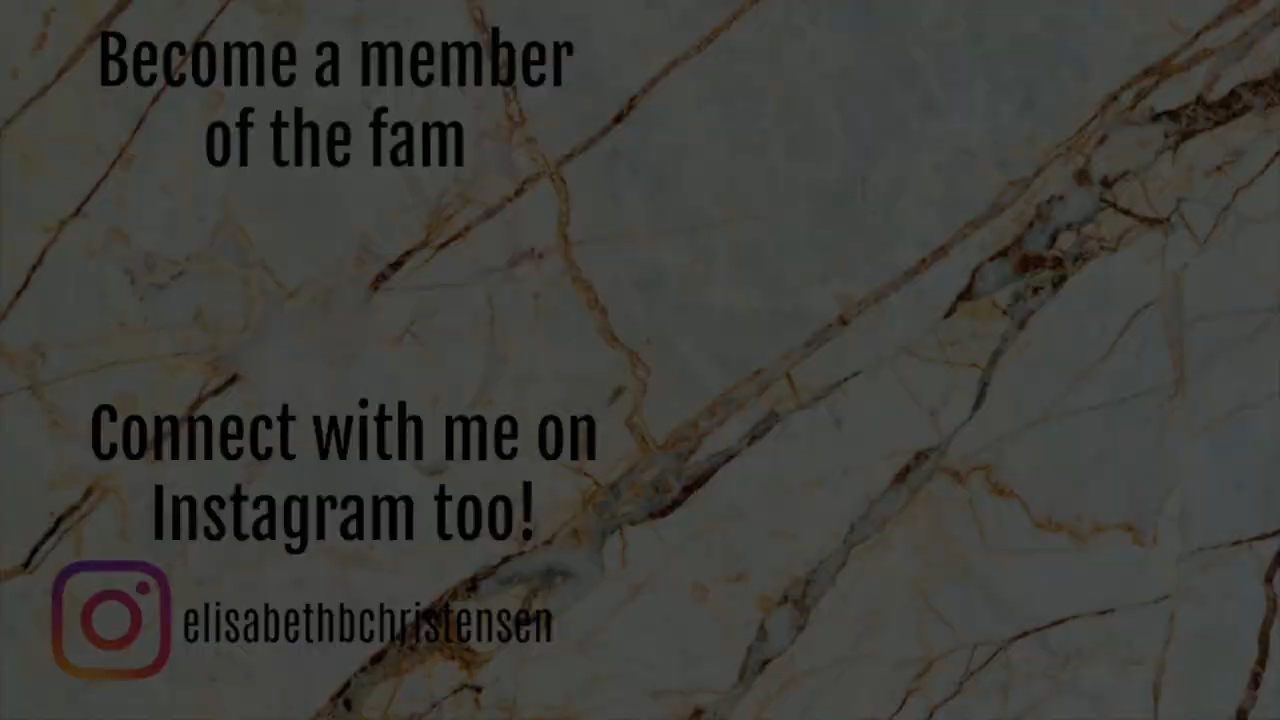 Become a member
of the fam
Connect with me on
Instagram too!
elisabethbchristensen